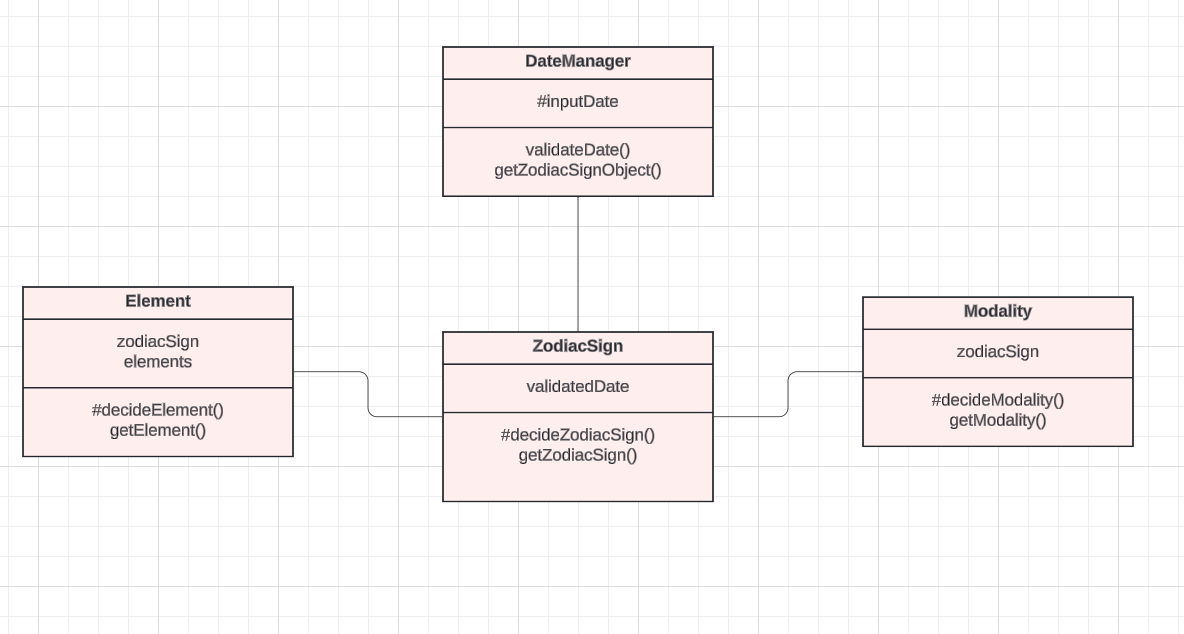 DateManager
#inputDate
validateDate()
getZodiacSignObject()
Element
zodiacSign
elements
#decideElement()
getElement()
ZodiacSign
validatedDate
#decideZodiacSign()
getZodiacSign()
Modality
zodiacSign
#decideModality()
getModality()